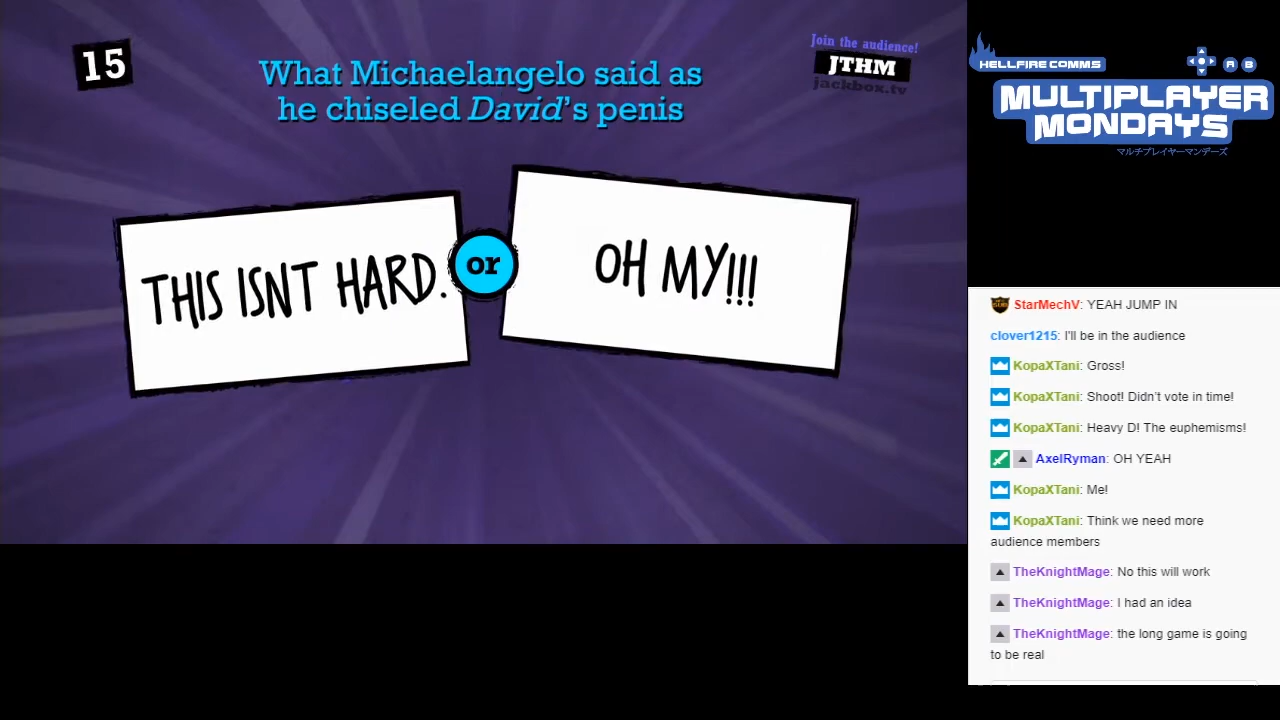 15
What Michaelangelo said as
he chiseled David's penis
Join the audience!
JTHM
jackbox.tv
THIS ISNT HARD.
or
OH MY!!!
HELLFIRE COMMS
A B
MULTIPLAYER
MONDAYS
マルチプレイヤーマンデーズ
StarMechV: YEAH JUMP IN
clover1215: I'll be in the audience
KopaXTani: Gross!
KopaXTani: Shoot! Didn't vote in time!
KopaXTani: Heavy D! The euphemisms!
AxelRyman: OH YEAH
KopaXTani: Me!
KopaXTani: Think we need more
audience members
TheKnightMage: No this will work
TheKnightMage: I had an idea
TheKnightMage: the long game is going
to be real